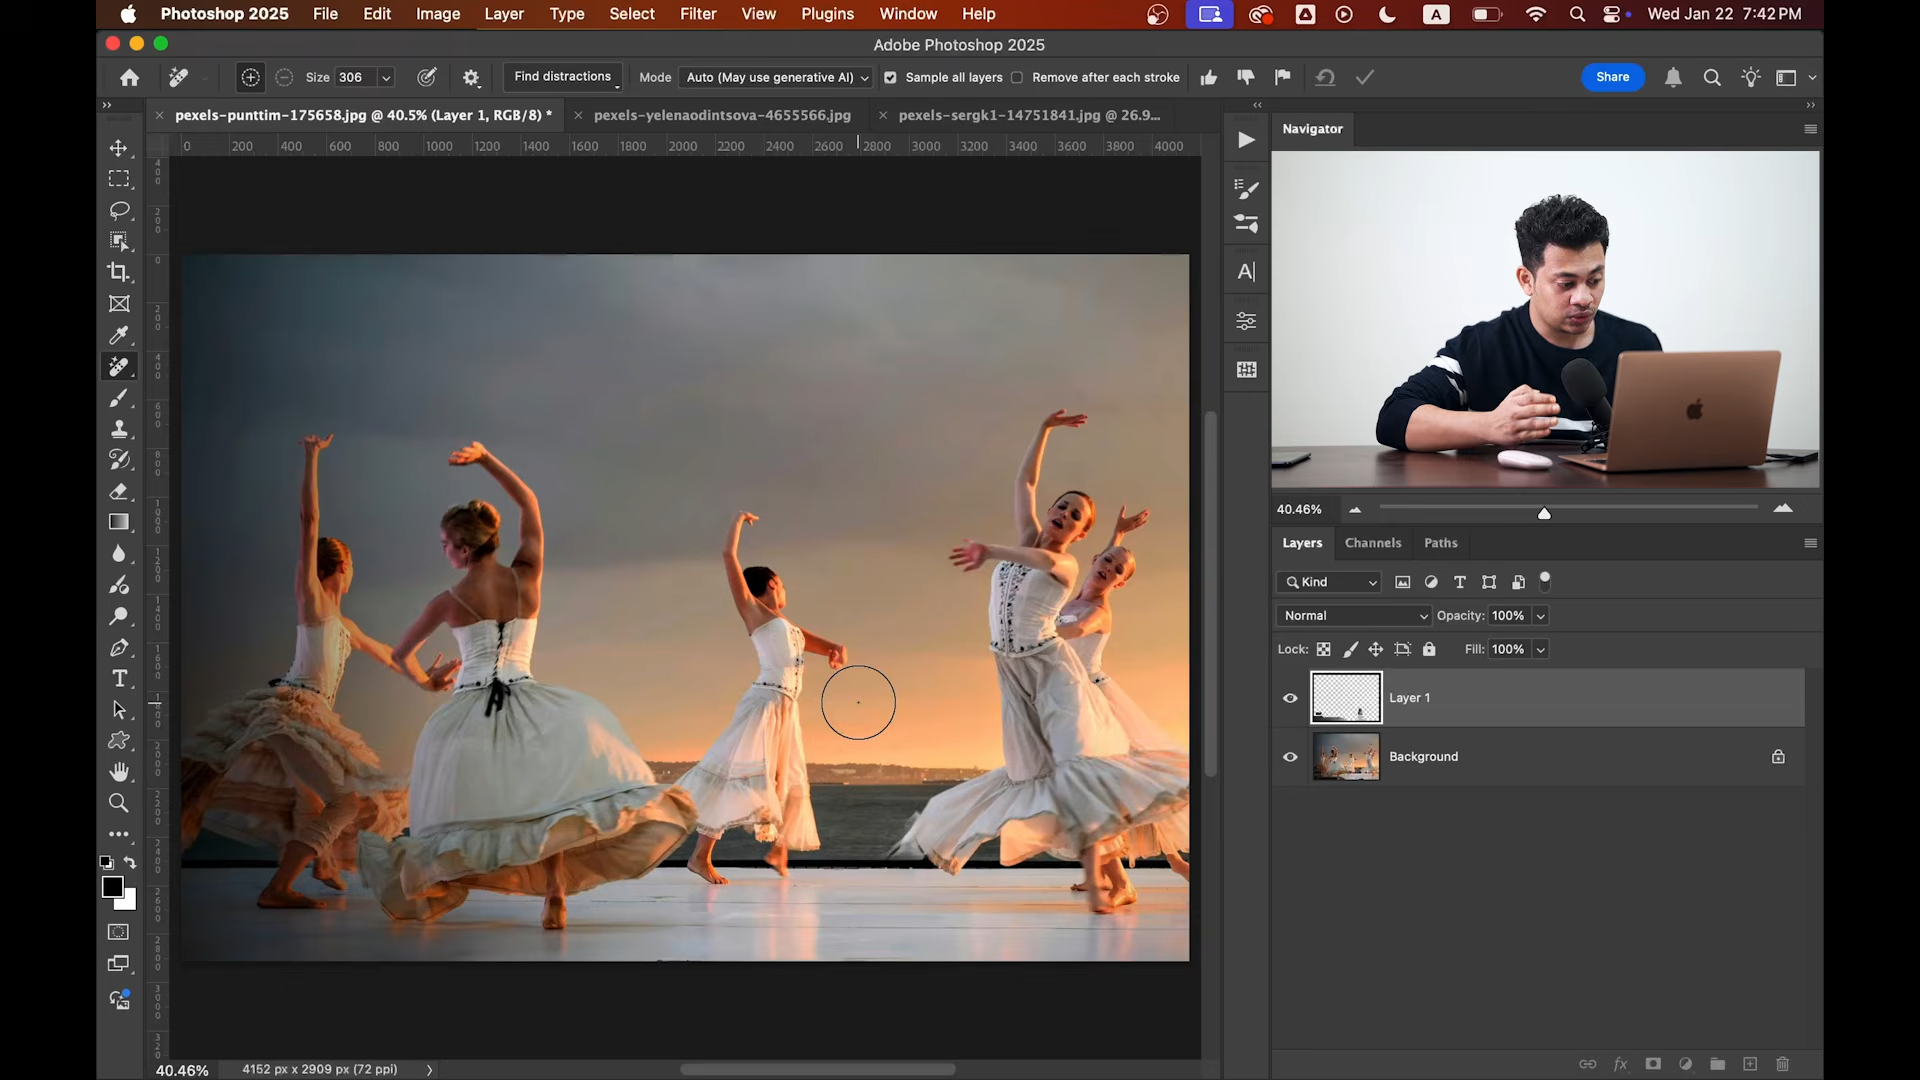 Photoshop 2025 File Edit Image Layer Type Select Filter View Plugins Window Help A Wed Jan 22 7:42 PM
Adobe Photoshop 2025
Size 306 Find distractions Mode Auto (May use generative AI) Sample all layers Remove after each stroke Share
pexels-punttim-175658.jpg @ 40.5% (Layer 1, RGB/8) * pexels-yelenaodintsova-4655566.jpg pexels-sergk1-14751841.jpg @ 26.9...
Navigator
0 200 400 600 800 1000 1200 1400 1600 1800 2000 2200 2400 2600 2800 3000 3200 3400 3600 3800 4000
40.46%
Layers Channels Paths
Kind
Normal Opacity: 100%
Lock: Fill: 100%
Layer 1
Background
40.46% 4152 px x 2909 px (72 ppi)